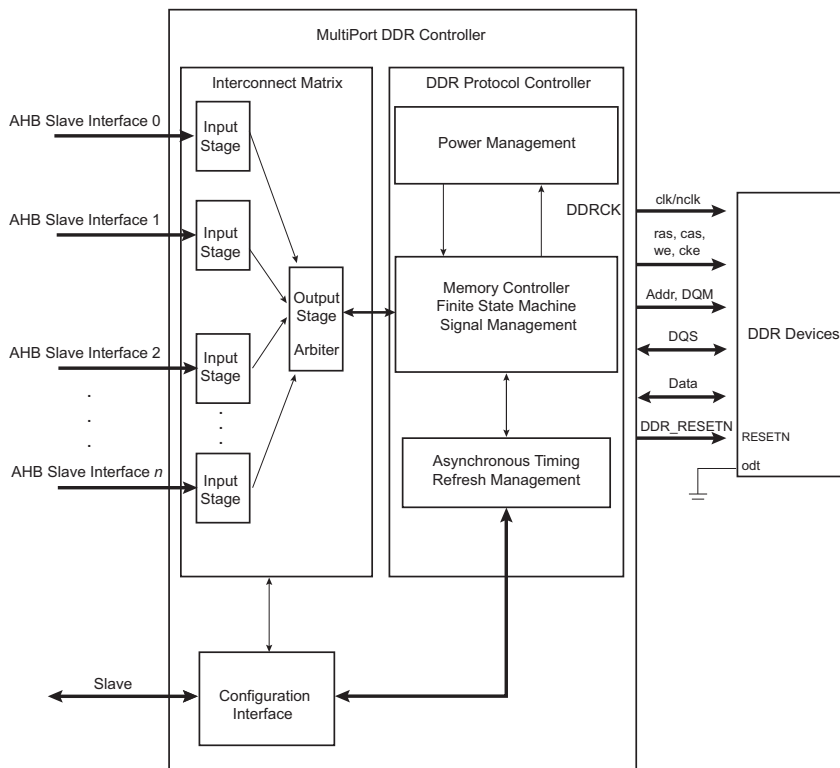 MultiPort DDR Controller
Interconnect Matrix
DDR Protocol Controller
AHB Slave Interface 0
Input
Stage
Power Management
AHB Slave Interface 1
Input
Stage
DDRCK
clk/nclk
ras, cas,
we, cke
Output
Stage
Arbiter
Memory Controller
Finite State Machine
Signal Management
Addr, DQM
DQS
DDR Devices
AHB Slave Interface 2
Input
Stage
Data
.
.
.
.
.
.
.
.
.
DDR_RESETN
RESETN
odt
AHB Slave Interface n
Input
Stage
Asynchronous Timing
Refresh Management
Slave
Configuration
Interface